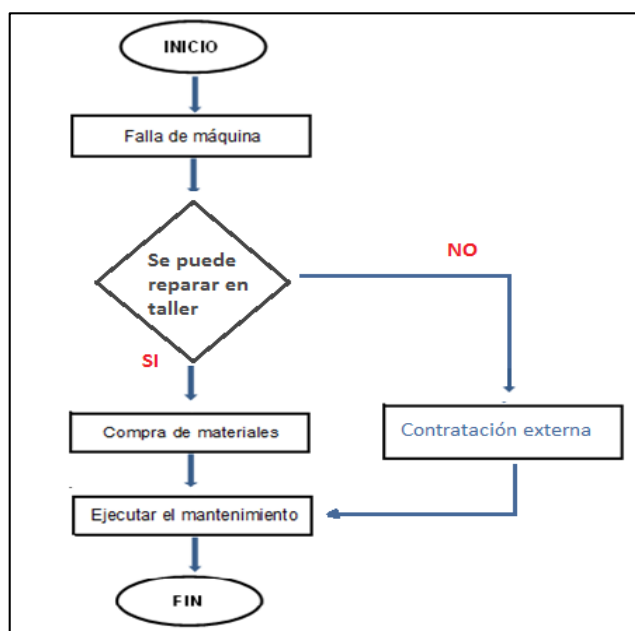 INICIO
Falla de máquina
Se puede
reparar en
taller
NO
SI
Compra de materiales
Contratación externa
Ejecutar el mantenimiento
FIN